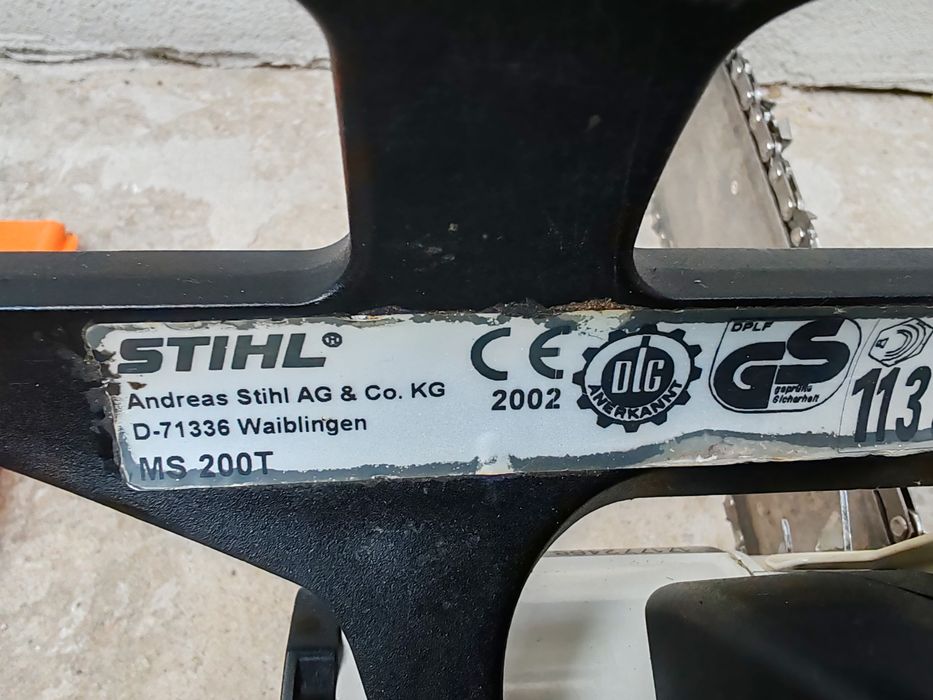 STIHL®
Andreas Stihl AG & Co. KG
D-71336 Waiblingen
MS 200T
CE
2002
DLG
ANERKANNT
DPLF
GS
geprüfte
Sicherheit
113